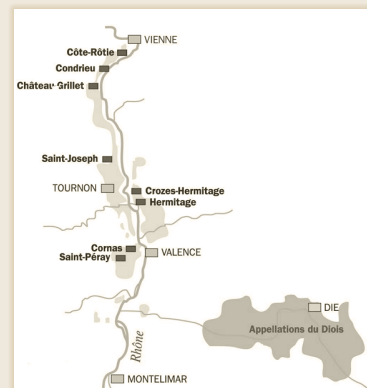 VIENNE
Côte-Rôtie
Condrieu
Château Grillet
Saint-Joseph
TOURNON
Crozes-Hermitage
Hermitage
Cornas
Saint-Péray
VALENCE
DIE
Appellations du Diois
Rhône
MONTELIMAR